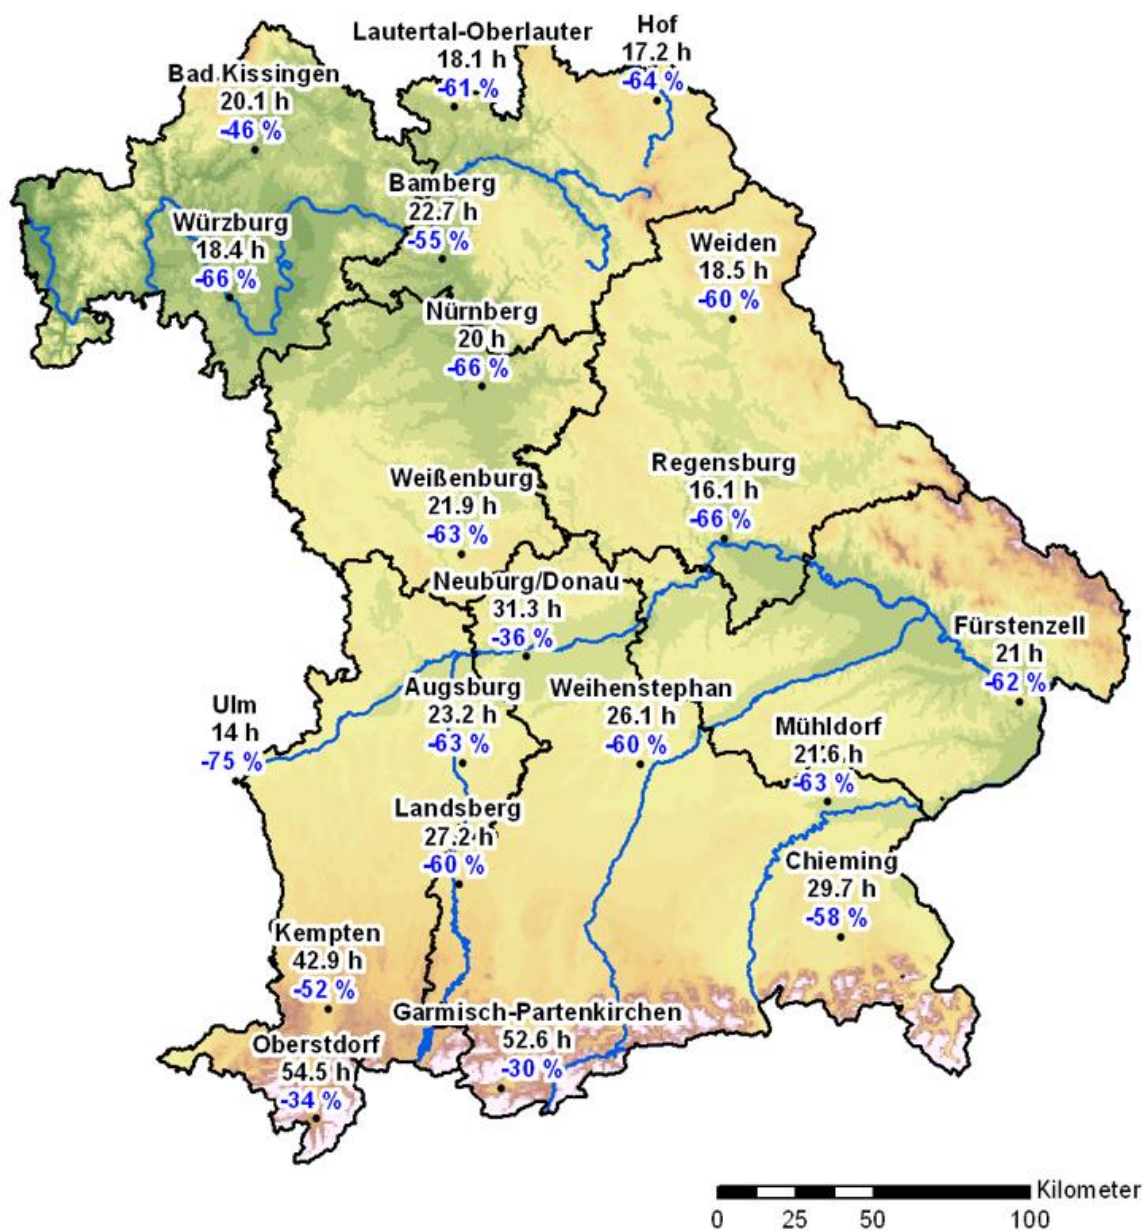 Hof
17.2 h
-64 %
Lautertal-Oberlauter
18.1 h
-61 %
Bad Kissingen
20.1 h
-46 %
Bamberg
22.7 h
-55 %
Würzburg
18.4 h
-66 %
Weiden
18.5 h
-60 %
Nürnberg
20 h
-66 %
Regensburg
16.1 h
-66 %
Weißenburg
21.9 h
-63 %
Neuburg/Donau
31.3 h
-36 %
Fürstenzell
21 h
-62 %
Augsburg
23.2 h
-63 %
Weihenstephan
26.1 h
-60 %
Ulm
14 h
-75 %
Mühldorf
21.6 h
-63 %
Landsberg
27.2 h
-60 %
Chieming
29.7 h
-58 %
Kempten
42.9 h
-52 %
Garmisch-Partenkirchen
52.6 h
-30 %
Oberstdorf
54.5 h
-34 %
Kilometer
0 25 50 100